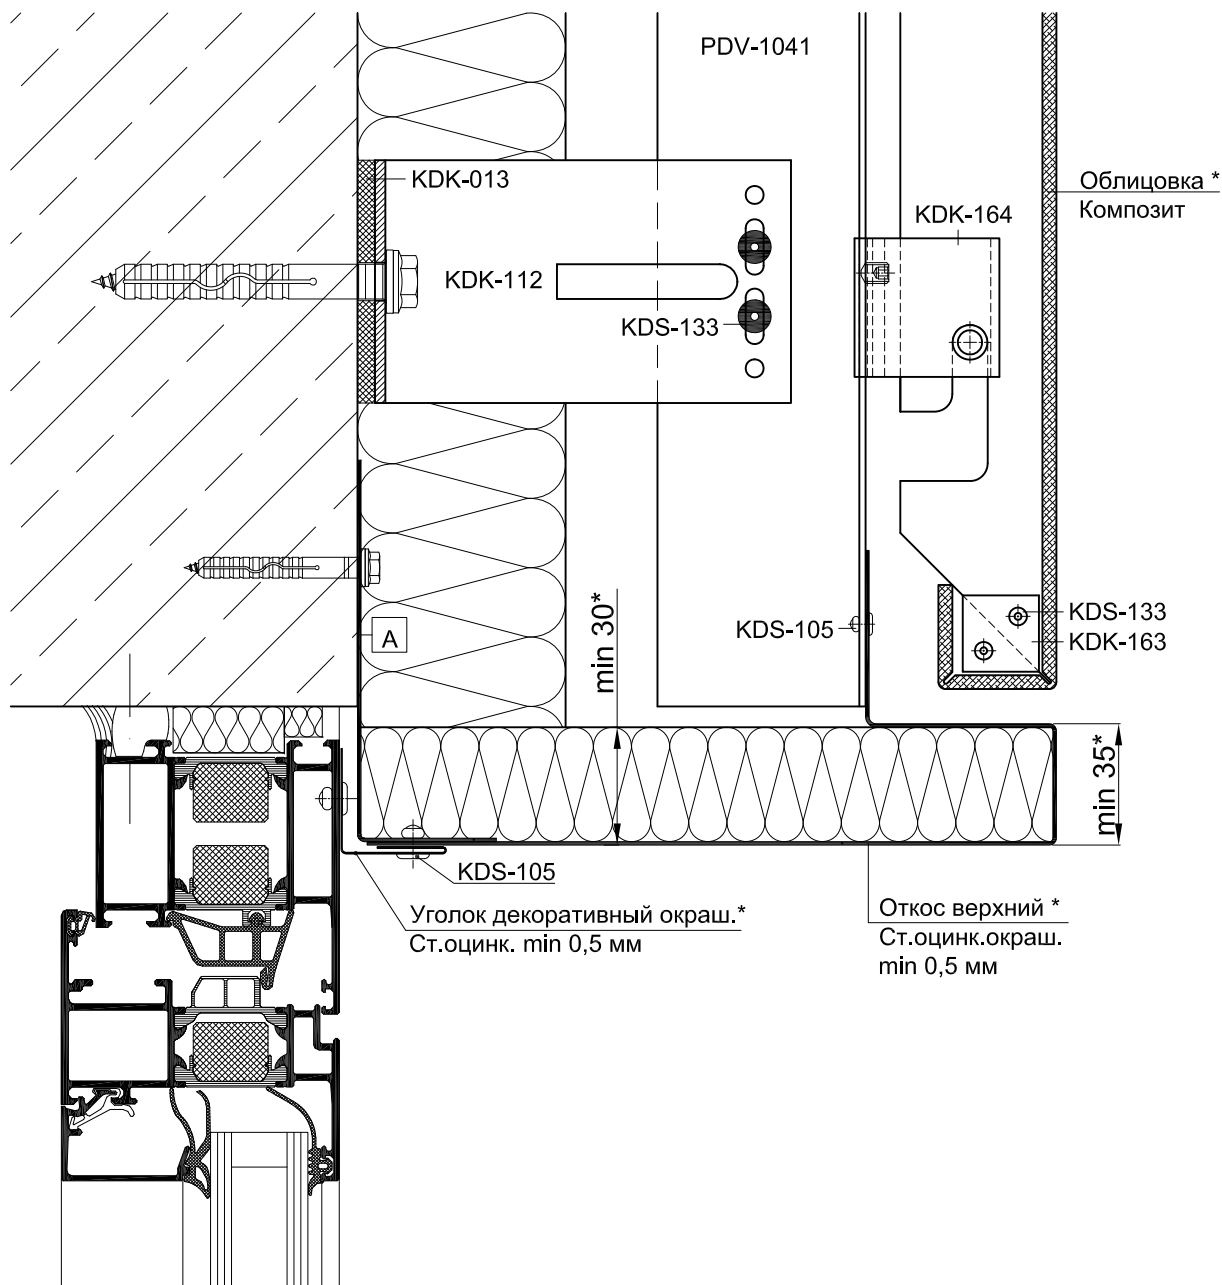 PDV-1041
KDK-013
Облицовка *
Композит
KDK-164
KDK-112
KDS-133
A
min 30*
KDS-105
KDS-133
KDK-163
min 35*
KDS-105
Уголок декоративный окраш.*
Ст.оцинк. min 0,5 мм
Откос верхний *
Ст.оцинк.окраш.
min 0,5 мм